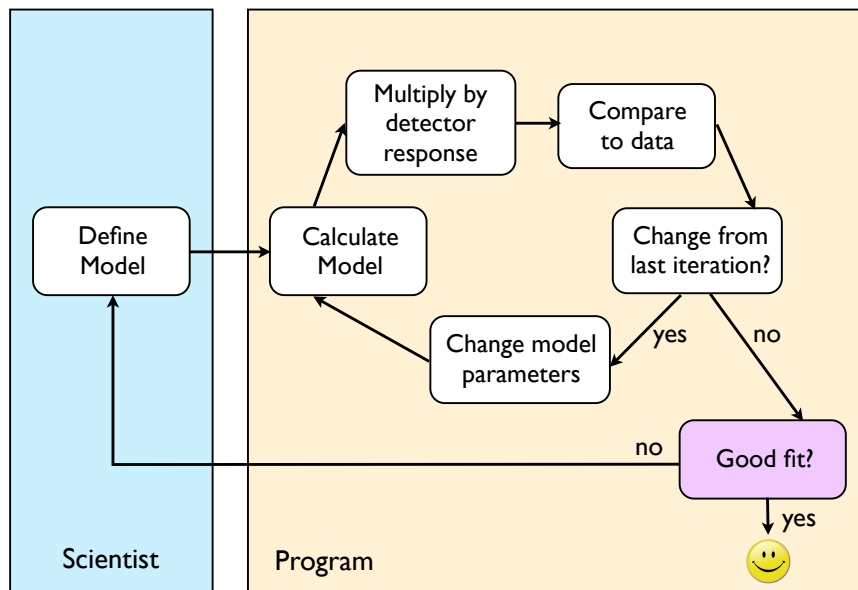 Multiply by
detector
response
Compare
to data
Define
Model
Calculate
Model
Change from
last iteration?
Change model
parameters
yes
no
no
Good fit?
yes
Scientist
Program